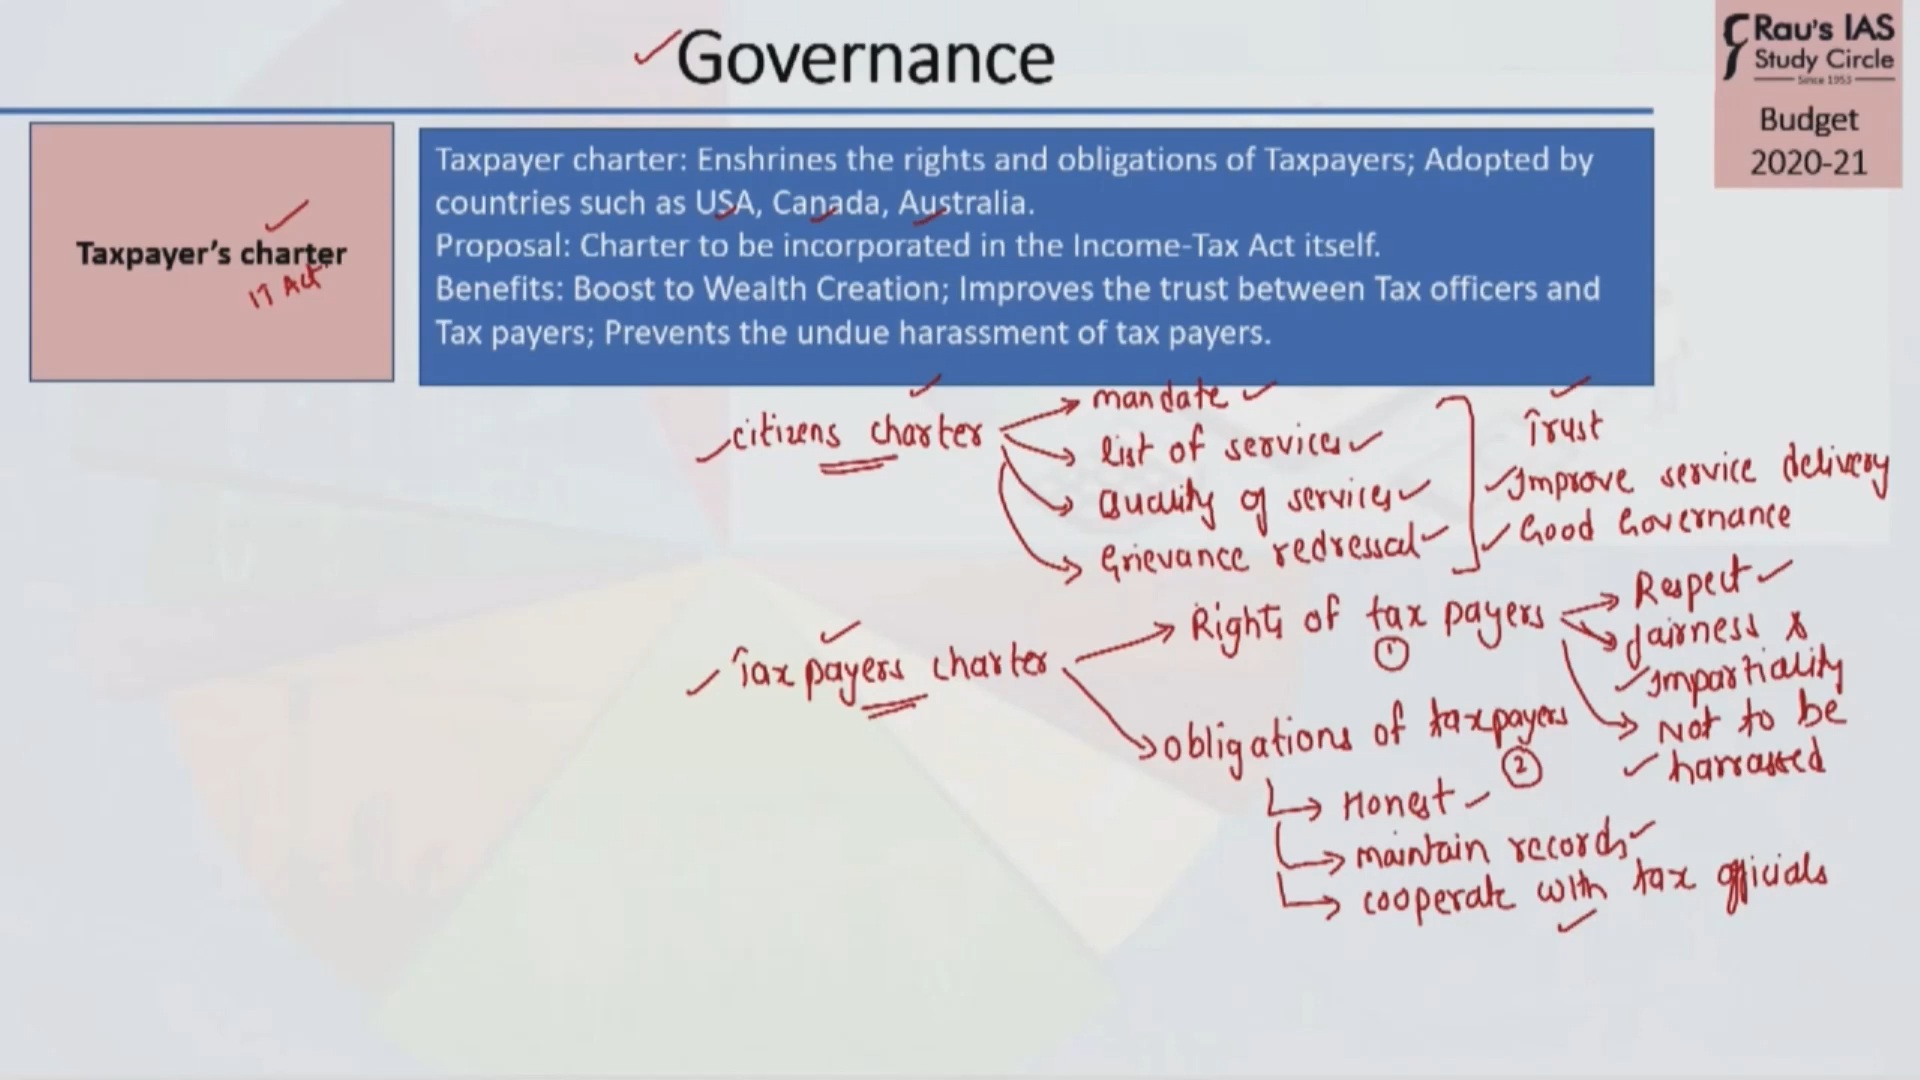 Governance
Rau's IAS
Study Circle
Since 1953
Budget
2020-21
Taxpayer's charter
IT Act
Taxpayer charter: Enshrines the rights and obligations of Taxpayers; Adopted by
countries such as USA, Canada, Australia.
Proposal: Charter to be incorporated in the Income-Tax Act itself.
Benefits: Boost to Wealth Creation; Improves the trust between Tax officers and
Tax payers; Prevents the undue harassment of tax payers.
citizens charter
mandate
list of services
Quality of services
Grievance redressal
Trust
Improve service delivery
Good Governance
Tax payers charter
Rights of tax payers
1
Respect
fairness &
Impartiality
Not to be
harrassed
obligations of taxpayers
2
Honest
maintain records
cooperate with tax officials